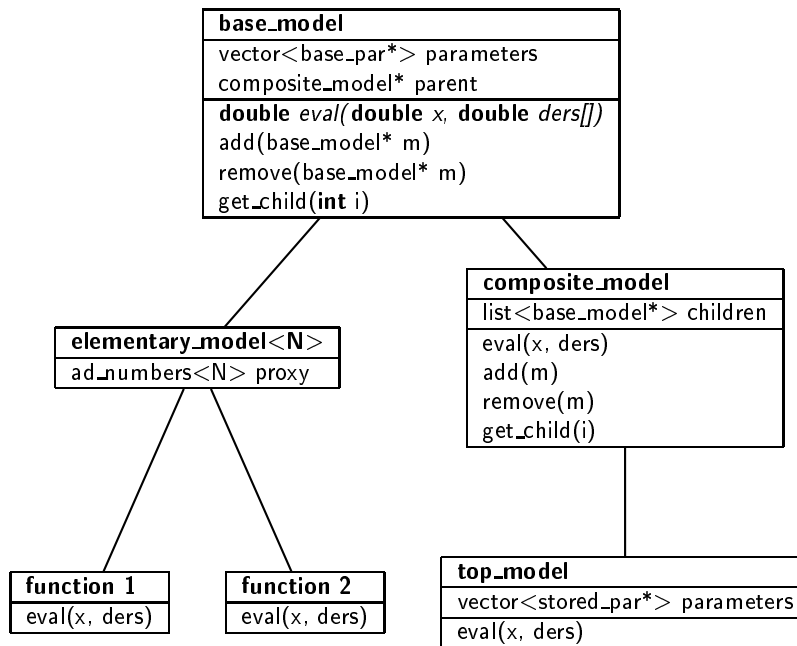 base_model
vector<base_par*> parameters
composite_model* parent
double eval(double x, double ders[])
add(base_model* m)
remove(base_model* m)
get_child(int i)
composite_model
list<base_model*> children
eval(x, ders)
add(m)
remove(m)
get_child(i)
elementary_model<N>
ad_numbers<N> proxy
function 1
eval(x, ders)
function 2
eval(x, ders)
top_model
vector<stored_par*> parameters
eval(x, ders)